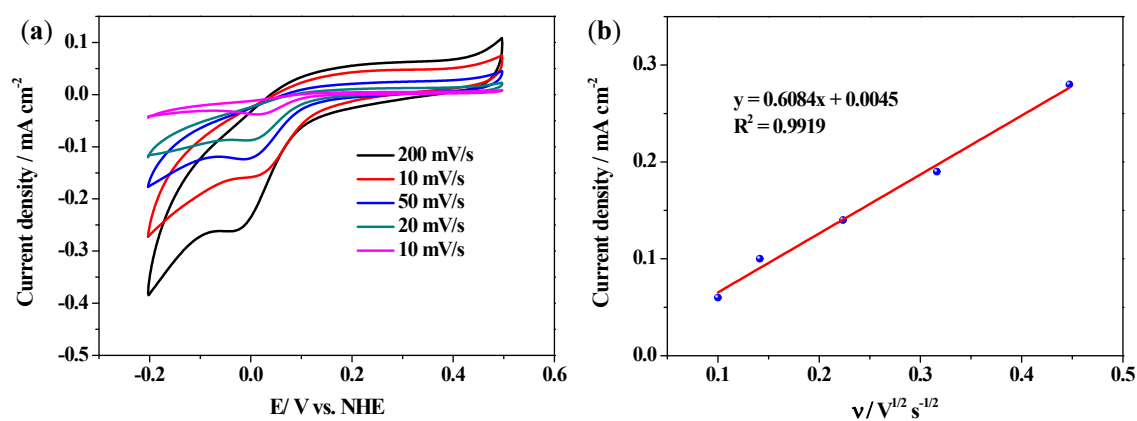 (a)
Current density / mA cm-2
0.1
0.0
-0.1
-0.2
-0.3
-0.4
-0.5
200 mV/s
10 mV/s
50 mV/s
20 mV/s
10 mV/s
-0.2
0.0
0.2
0.4
0.6
E/ V vs. NHE
(b)
Current density / mA cm-2
0.3
0.2
0.1
0.0
y = 0.6084x + 0.0045
R2 = 0.9919
0.1
0.2
0.3
0.4
0.5
ν/ V1/2 s-1/2